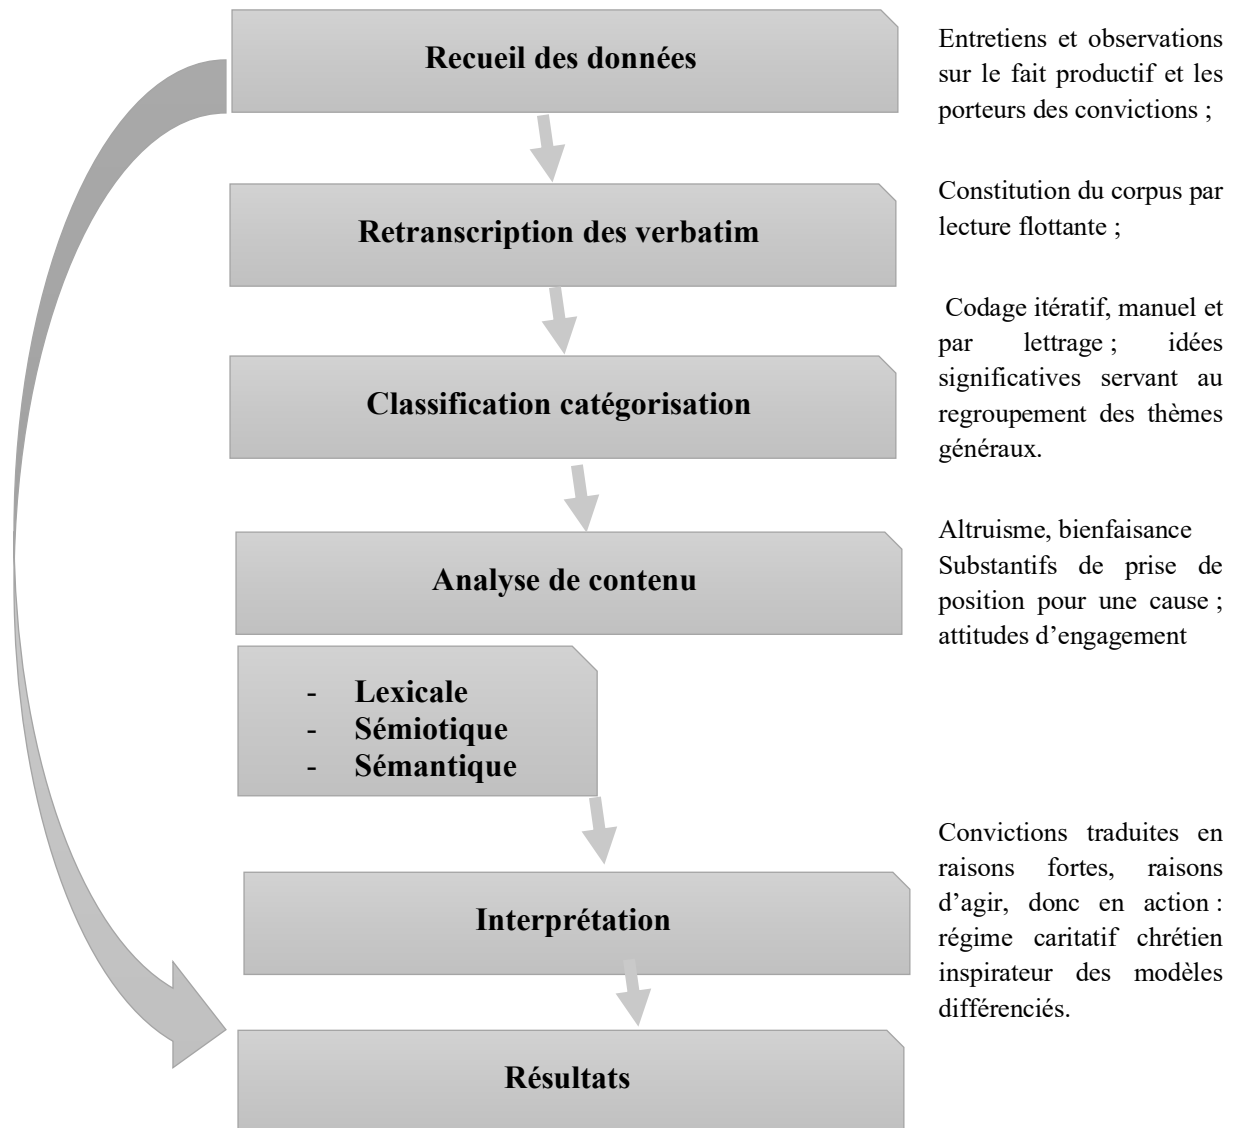 Recueil des données
Entretiens et observations
sur le fait productif et les
porteurs des convictions ;
Retranscription des verbatim
Constitution du corpus par
lecture flottante ;
Classification catégorisation
Codage itératif, manuel et
par lettrage ; idées
significatives servant au
regroupement des thèmes
généraux.
Analyse de contenu
Altruisme, bienfaisance
Substantifs de prise de
position pour une cause ;
attitudes d’engagement
- Lexicale
- Sémiotique
- Sémantique
Interprétation
Convictions traduites en
raisons fortes, raisons
d’agir, donc en action :
régime caritatif chrétien
inspirateur des modèles
différenciés.
Résultats